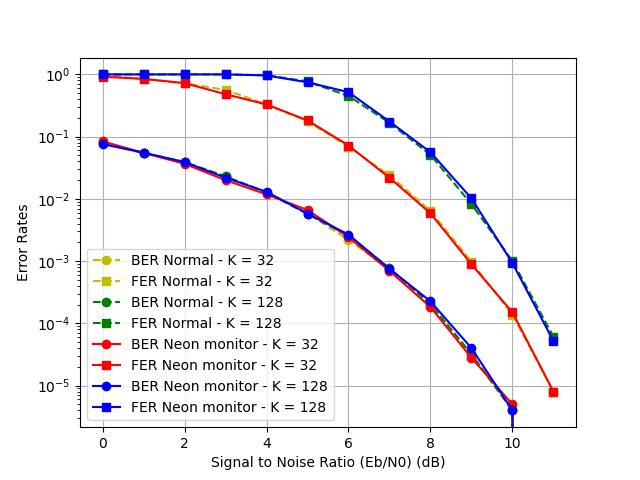 10⁰
10⁻¹
10⁻²
10⁻³
10⁻⁴
10⁻⁵
Error Rates
BER Normal - K = 32
FER Normal - K = 32
BER Normal - K = 128
FER Normal - K = 128
BER Neon monitor - K = 32
FER Neon monitor - K = 32
BER Neon monitor - K = 128
FER Neon monitor - K = 128
0 2 4 6 8 10
Signal to Noise Ratio (Eb/N0) (dB)